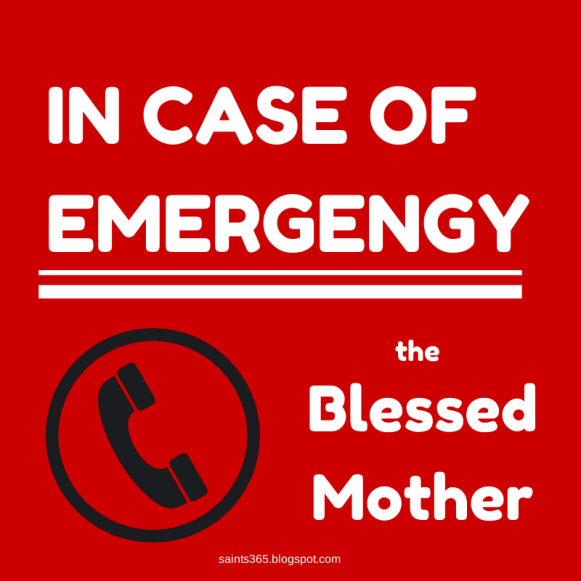 IN CASE OF
EMERGENGY
the
Blessed
Mother
saints365.blogspot.com